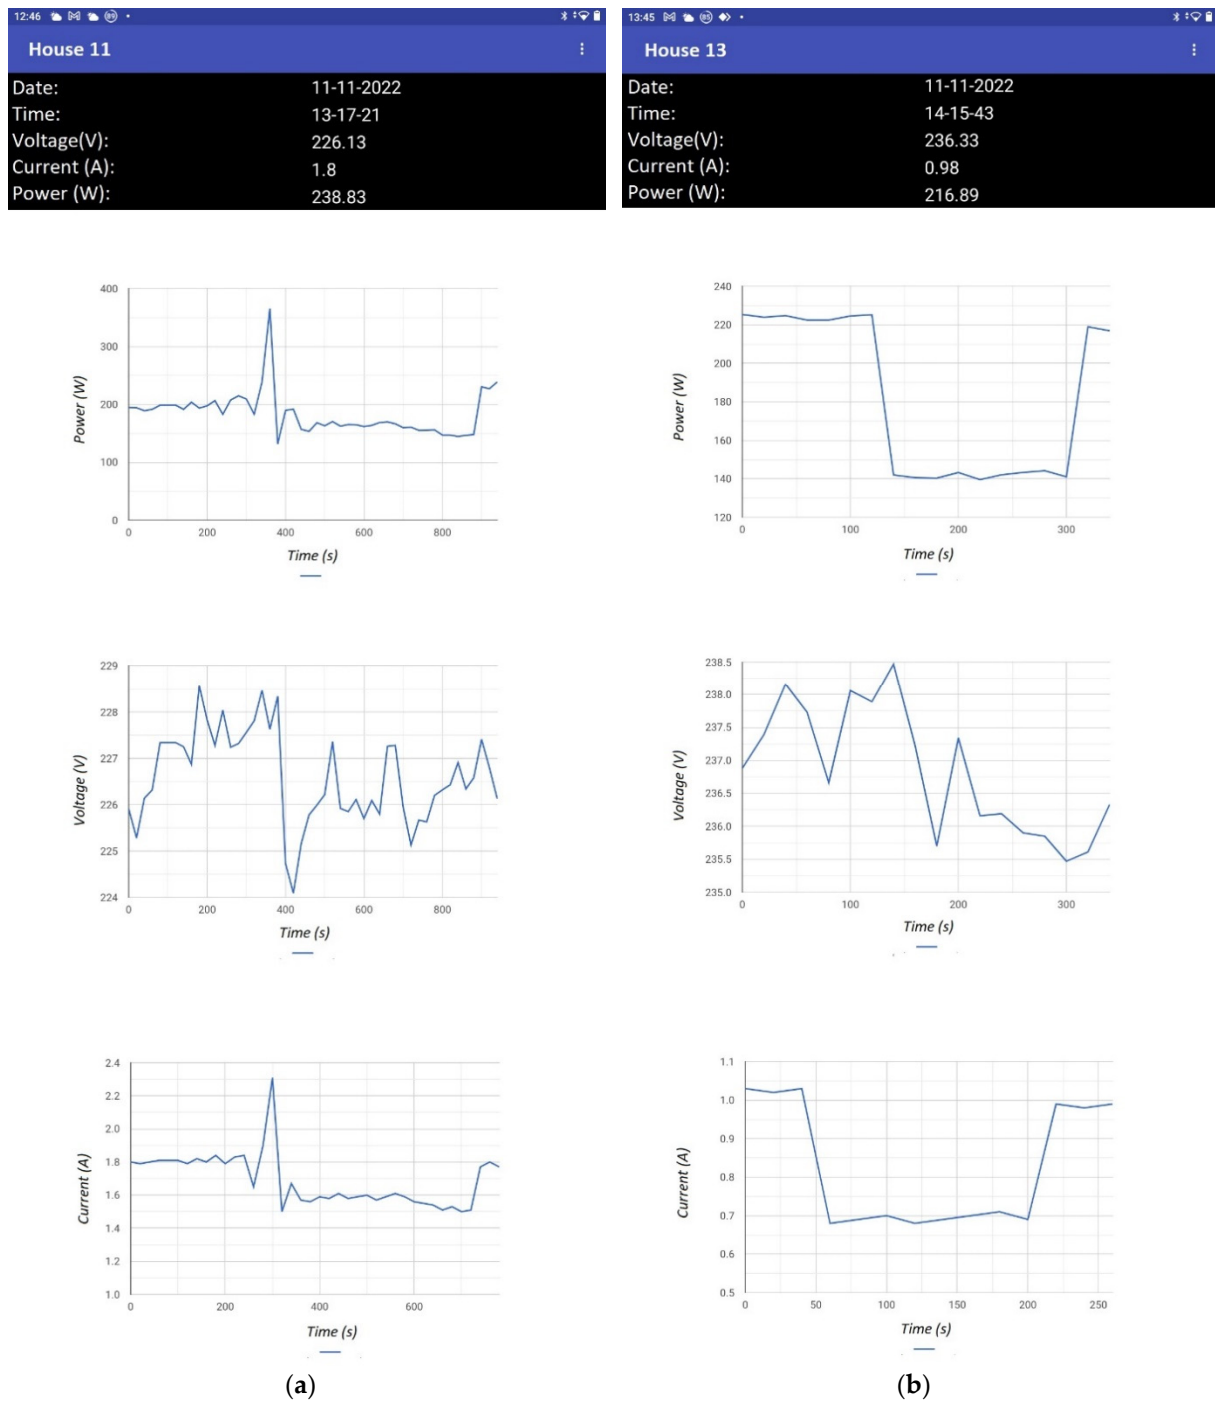 12:46 89
House 11
Date: 11-11-2022
Time: 13-17-21
Voltage(V): 226.13
Current (A): 1.8
Power (W): 238.83
400
300
200
100
0
Power (W)
0 200 400 600 800
Time (s)
229
228
227
226
225
224
Voltage (V)
0 200 400 600 800
Time (s)
2.4
2.2
2.0
1.8
1.6
1.4
1.2
1.0
Current (A)
0 200 400 600
Time (s)
(a)
13:45 85
House 13
Date: 11-11-2022
Time: 14-15-43
Voltage(V): 236.33
Current (A): 0.98
Power (W): 216.89
240
220
200
180
160
140
120
Power (W)
0 100 200 300
Time (s)
238.5
238.0
237.5
237.0
236.5
236.0
235.5
235.0
Voltage (V)
0 100 200 300
Time (s)
1.1
1.0
0.9
0.8
0.7
0.6
0.5
Current (A)
0 50 100 150 200 250
Time (s)
(b)